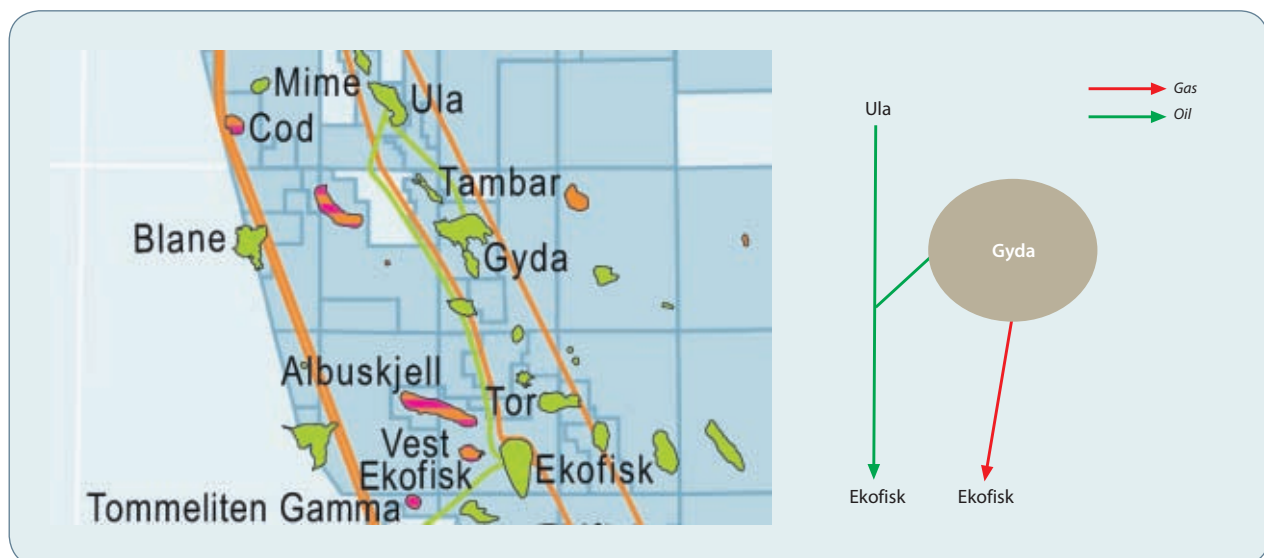 Mime
Ula
Cod
Tambar
Blane
Gyda
Albuskjell
Tor
Vest
Ekofisk
Ekofisk
Tommeliten Gamma
Gas
Oil
Ula
Gyda
Ekofisk
Ekofisk